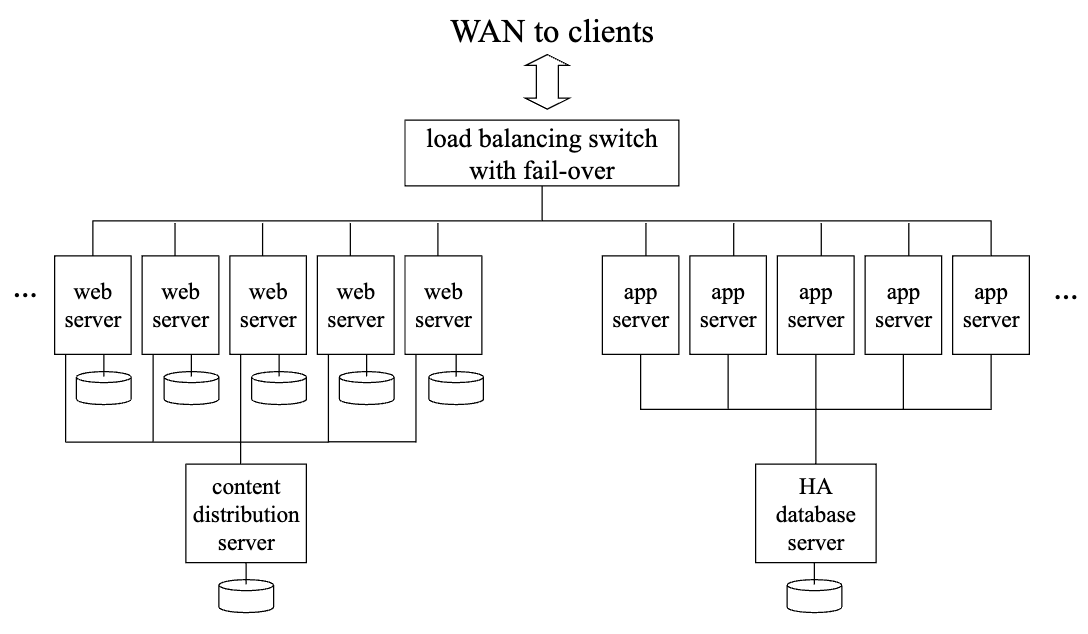 WAN to clients
load balancing switch
with fail-over
...
web
server
web
server
web
server
web
server
web
server
app
server
app
server
app
server
app
server
app
server
...
content
distribution
server
HA
database
server